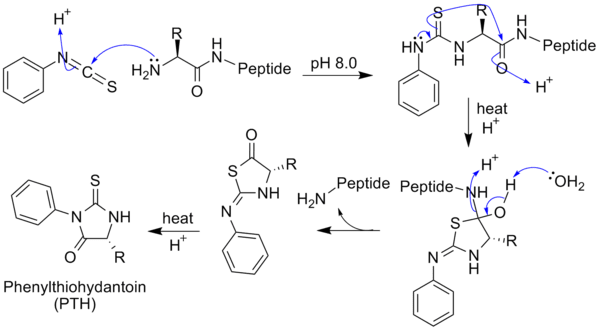 H⁺
N=C=S
R
H₂N
H
N
Peptide
O
pH 8.0
S
R
H
N
Peptide
HN
N
H
O
H⁺
heat
H⁺
H⁺
Peptide
NH
H
:OH₂
O
S
R
N
NH
Peptide
H₂N
O
S
R
NH
N
heat
H⁺
S
N
NH
O
R
Phenylthiohydantoin
(PTH)